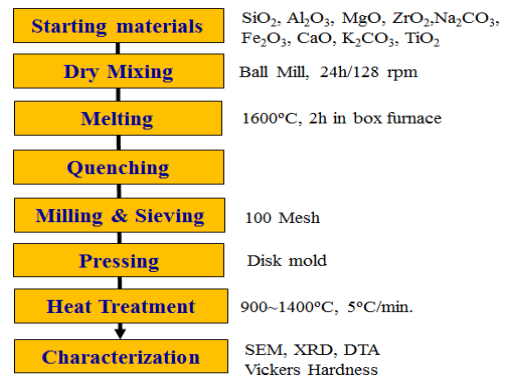 Starting materials
SiO₂, Al₂O₃, MgO, ZrO₂,Na₂CO₃,
Fe₂O₃, CaO, K₂CO₃, TiO₂
Dry Mixing
Ball Mill, 24h/128 rpm
Melting
1600°C, 2h in box furnace
Quenching
Milling & Sieving
100 Mesh
Pressing
Disk mold
Heat Treatment
900~1400°C, 5°C/min.
Characterization
SEM, XRD, DTA
Vickers Hardness